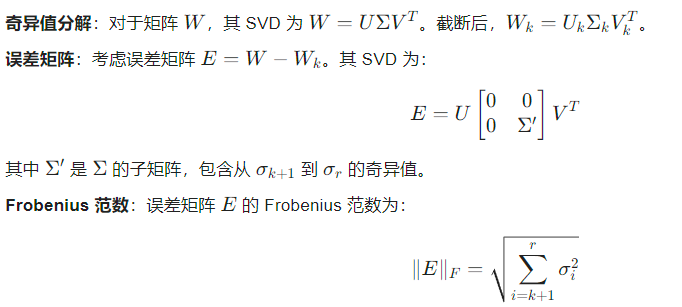 奇异值分解：对于矩阵 $W$，其 SVD 为 $W = U\Sigma V^T$。截断后，$W_k = U_k \Sigma_k V_k^T$。
误差矩阵：考虑误差矩阵 $E = W - W_k$。其 SVD 为：
$E = U \begin{bmatrix} 0 & 0 \\ 0 & \Sigma' \end{bmatrix} V^T$
其中 $\Sigma'$ 是 $\Sigma$ 的子矩阵，包含从 $\sigma_{k+1}$ 到 $\sigma_r$ 的奇异值。
Frobenius 范数：误差矩阵 $E$ 的 Frobenius 范数为：
$\|E\|_F = \sqrt{\sum_{i=k+1}^{r} \sigma_i^2}$